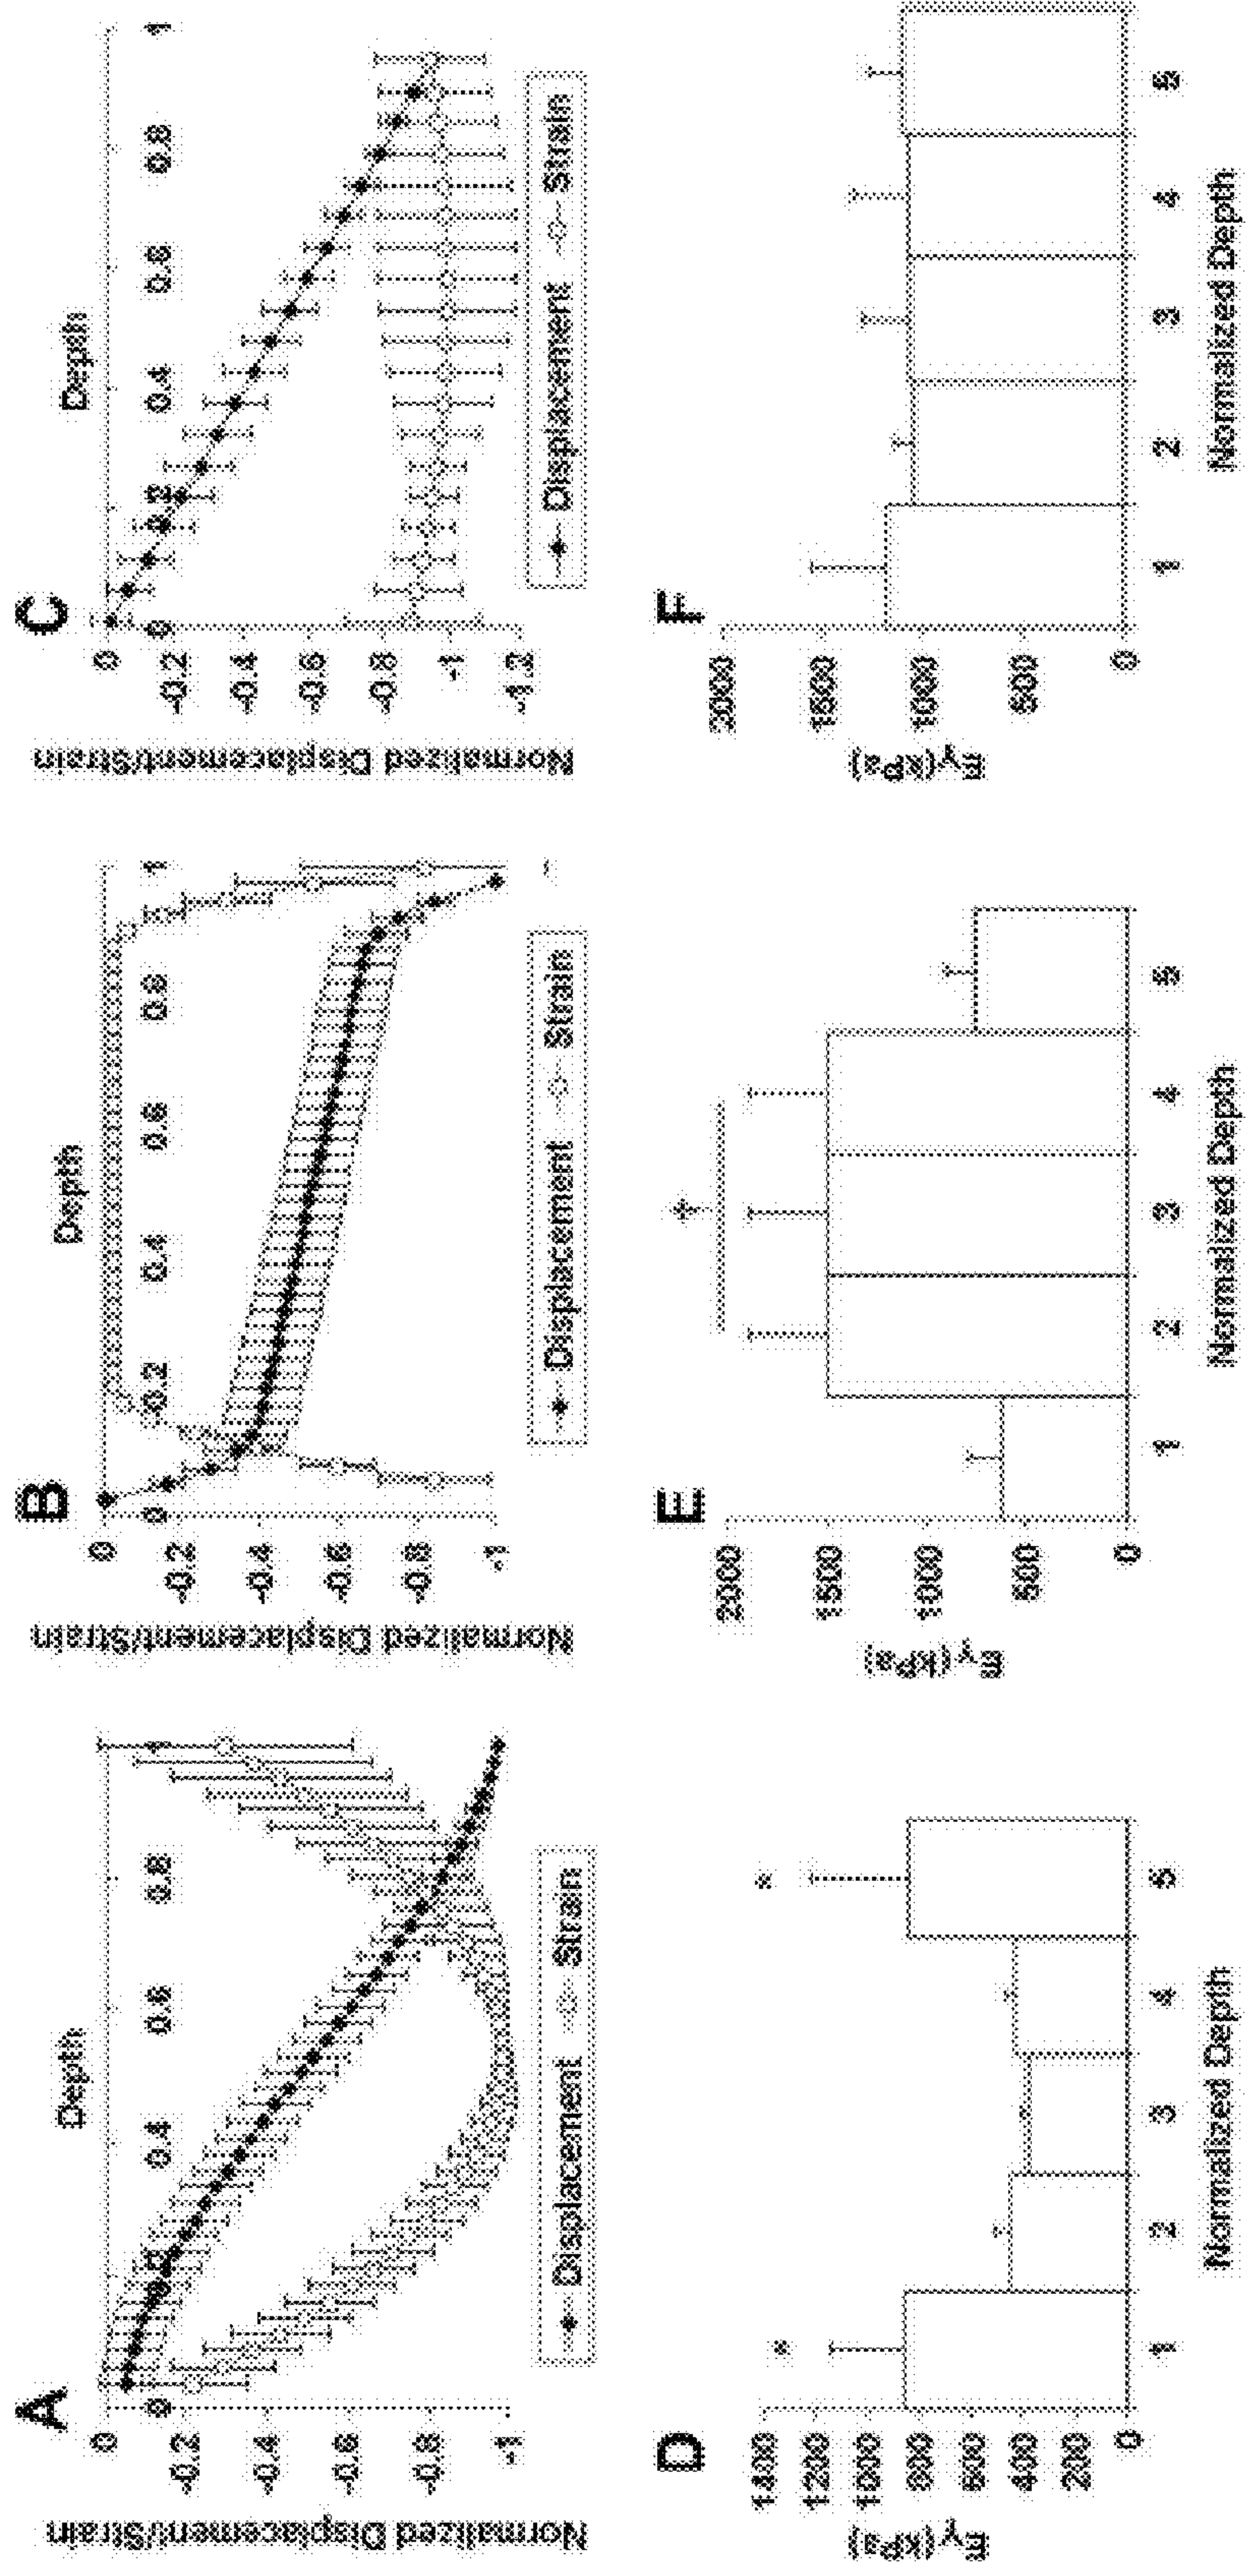 A
Depth
0 0.2 0.4 0.6 0.8 1
0
-0.2
-0.4
-0.6
-0.8
-1
Normalized Displacement/Strain
Displacement Strain
B
Depth
0 0.2 0.4 0.6 0.8 1
0
-0.2
-0.4
-0.6
-0.8
-1
Normalized Displacement/Strain
Displacement Strain
C
Depth
0 0.2 0.4 0.6 0.8 1
0
-0.2
-0.4
-0.6
-0.8
-1
-1.2
Normalized Displacement/Strain
Displacement Strain
D
1400
1200
1000
800
600
400
200
0
EY(kPa)
* *
1 2 3 4 5
Normalized Depth
E
2000
1500
1000
500
0
EY(kPa)
1 2 3 4 5
Normalized Depth
F
2000
1500
1000
500
0
EY(kPa)
1 2 3 4 5
Normalized Depth